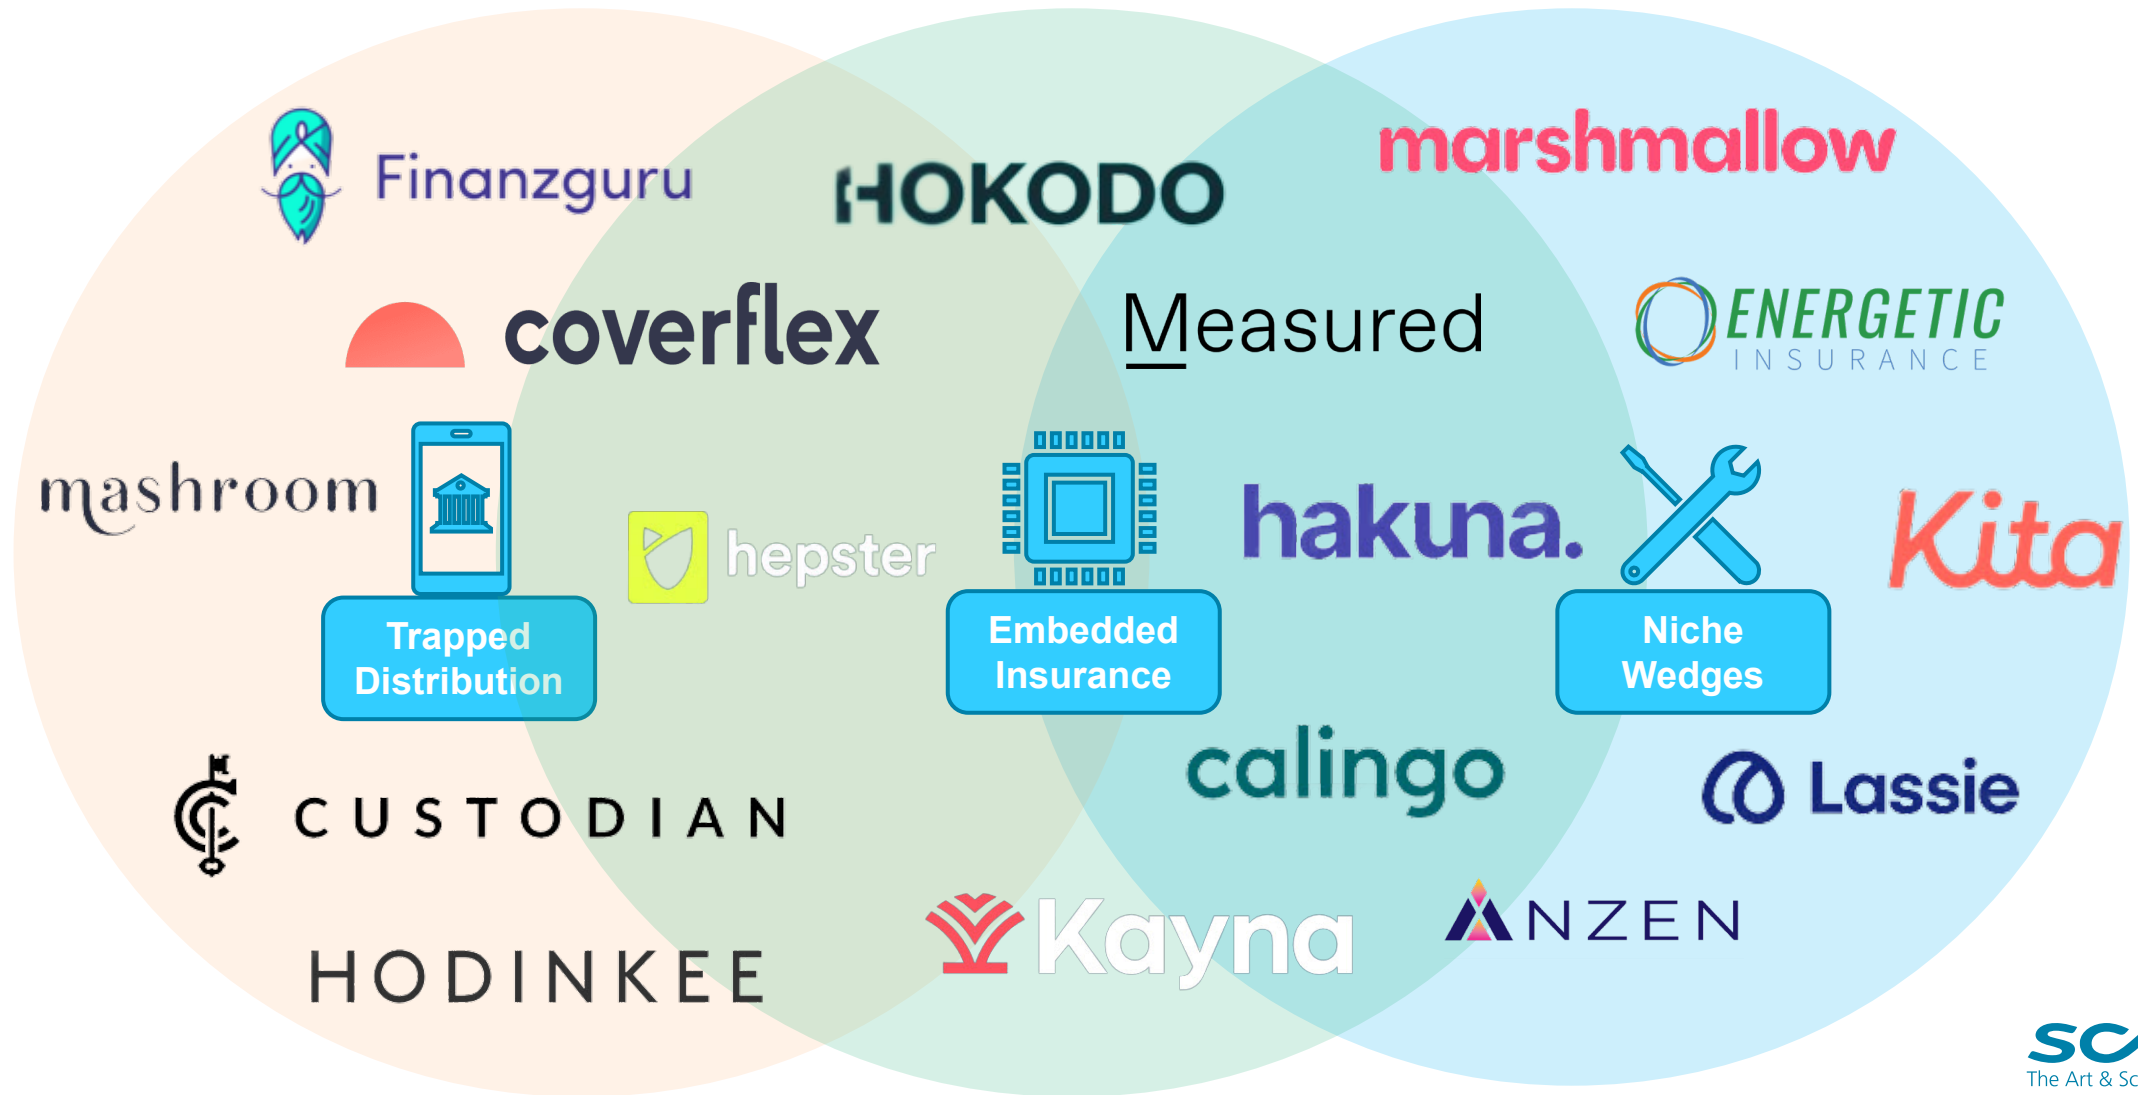 Finanzguru
HOKODO
marshmallow
coverflex
Measured
ENERGETIC
INSURANCE
mashroom
hepster
hakuna.
Kita
Trapped
Distribution
Embedded
Insurance
Niche
Wedges
calingo
Lassie
CUSTODIAN
Kayna
ANZEN
HODINKEE
SC
The Art & Sc